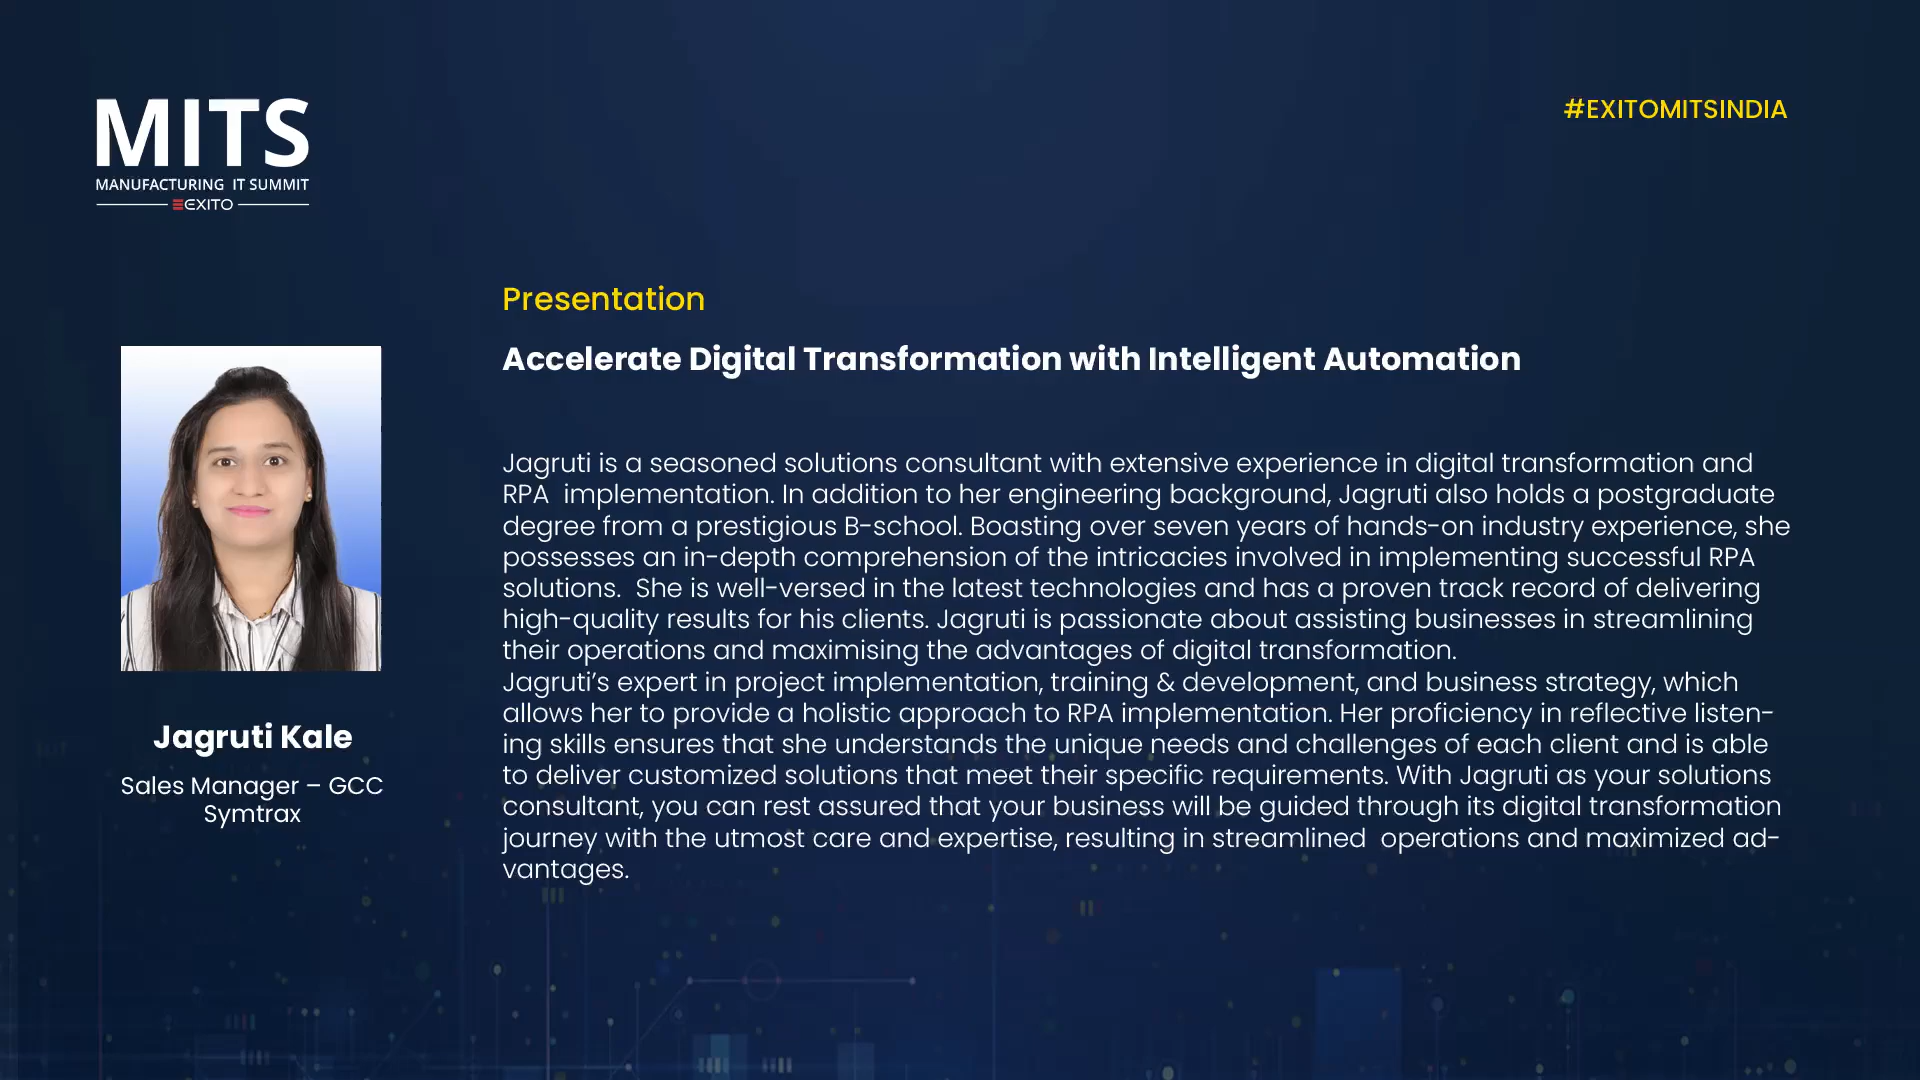 MITS
MANUFACTURING IT SUMMIT
EXITO
#EXITOMITSINDIA
Presentation
Accelerate Digital Transformation with Intelligent Automation
Jagruti is a seasoned solutions consultant with extensive experience in digital transformation and
RPA  implementation. In addition to her engineering background, Jagruti also holds a postgraduate
degree from a prestigious B-school. Boasting over seven years of hands-on industry experience, she
possesses an in-depth comprehension of the intricacies involved in implementing successful RPA
solutions.  She is well-versed in the latest technologies and has a proven track record of delivering
high-quality results for his clients. Jagruti is passionate about assisting businesses in streamlining
their operations and maximising the advantages of digital transformation.
Jagruti’s expert in project implementation, training & development, and business strategy, which
allows her to provide a holistic approach to RPA implementation. Her proficiency in reflective listen-
ing skills ensures that she understands the unique needs and challenges of each client and is able
to deliver customized solutions that meet their specific requirements. With Jagruti as your solutions
consultant, you can rest assured that your business will be guided through its digital transformation
journey with the utmost care and expertise, resulting in streamlined  operations and maximized ad-
vantages.
Jagruti Kale
Sales Manager – GCC
Symtrax